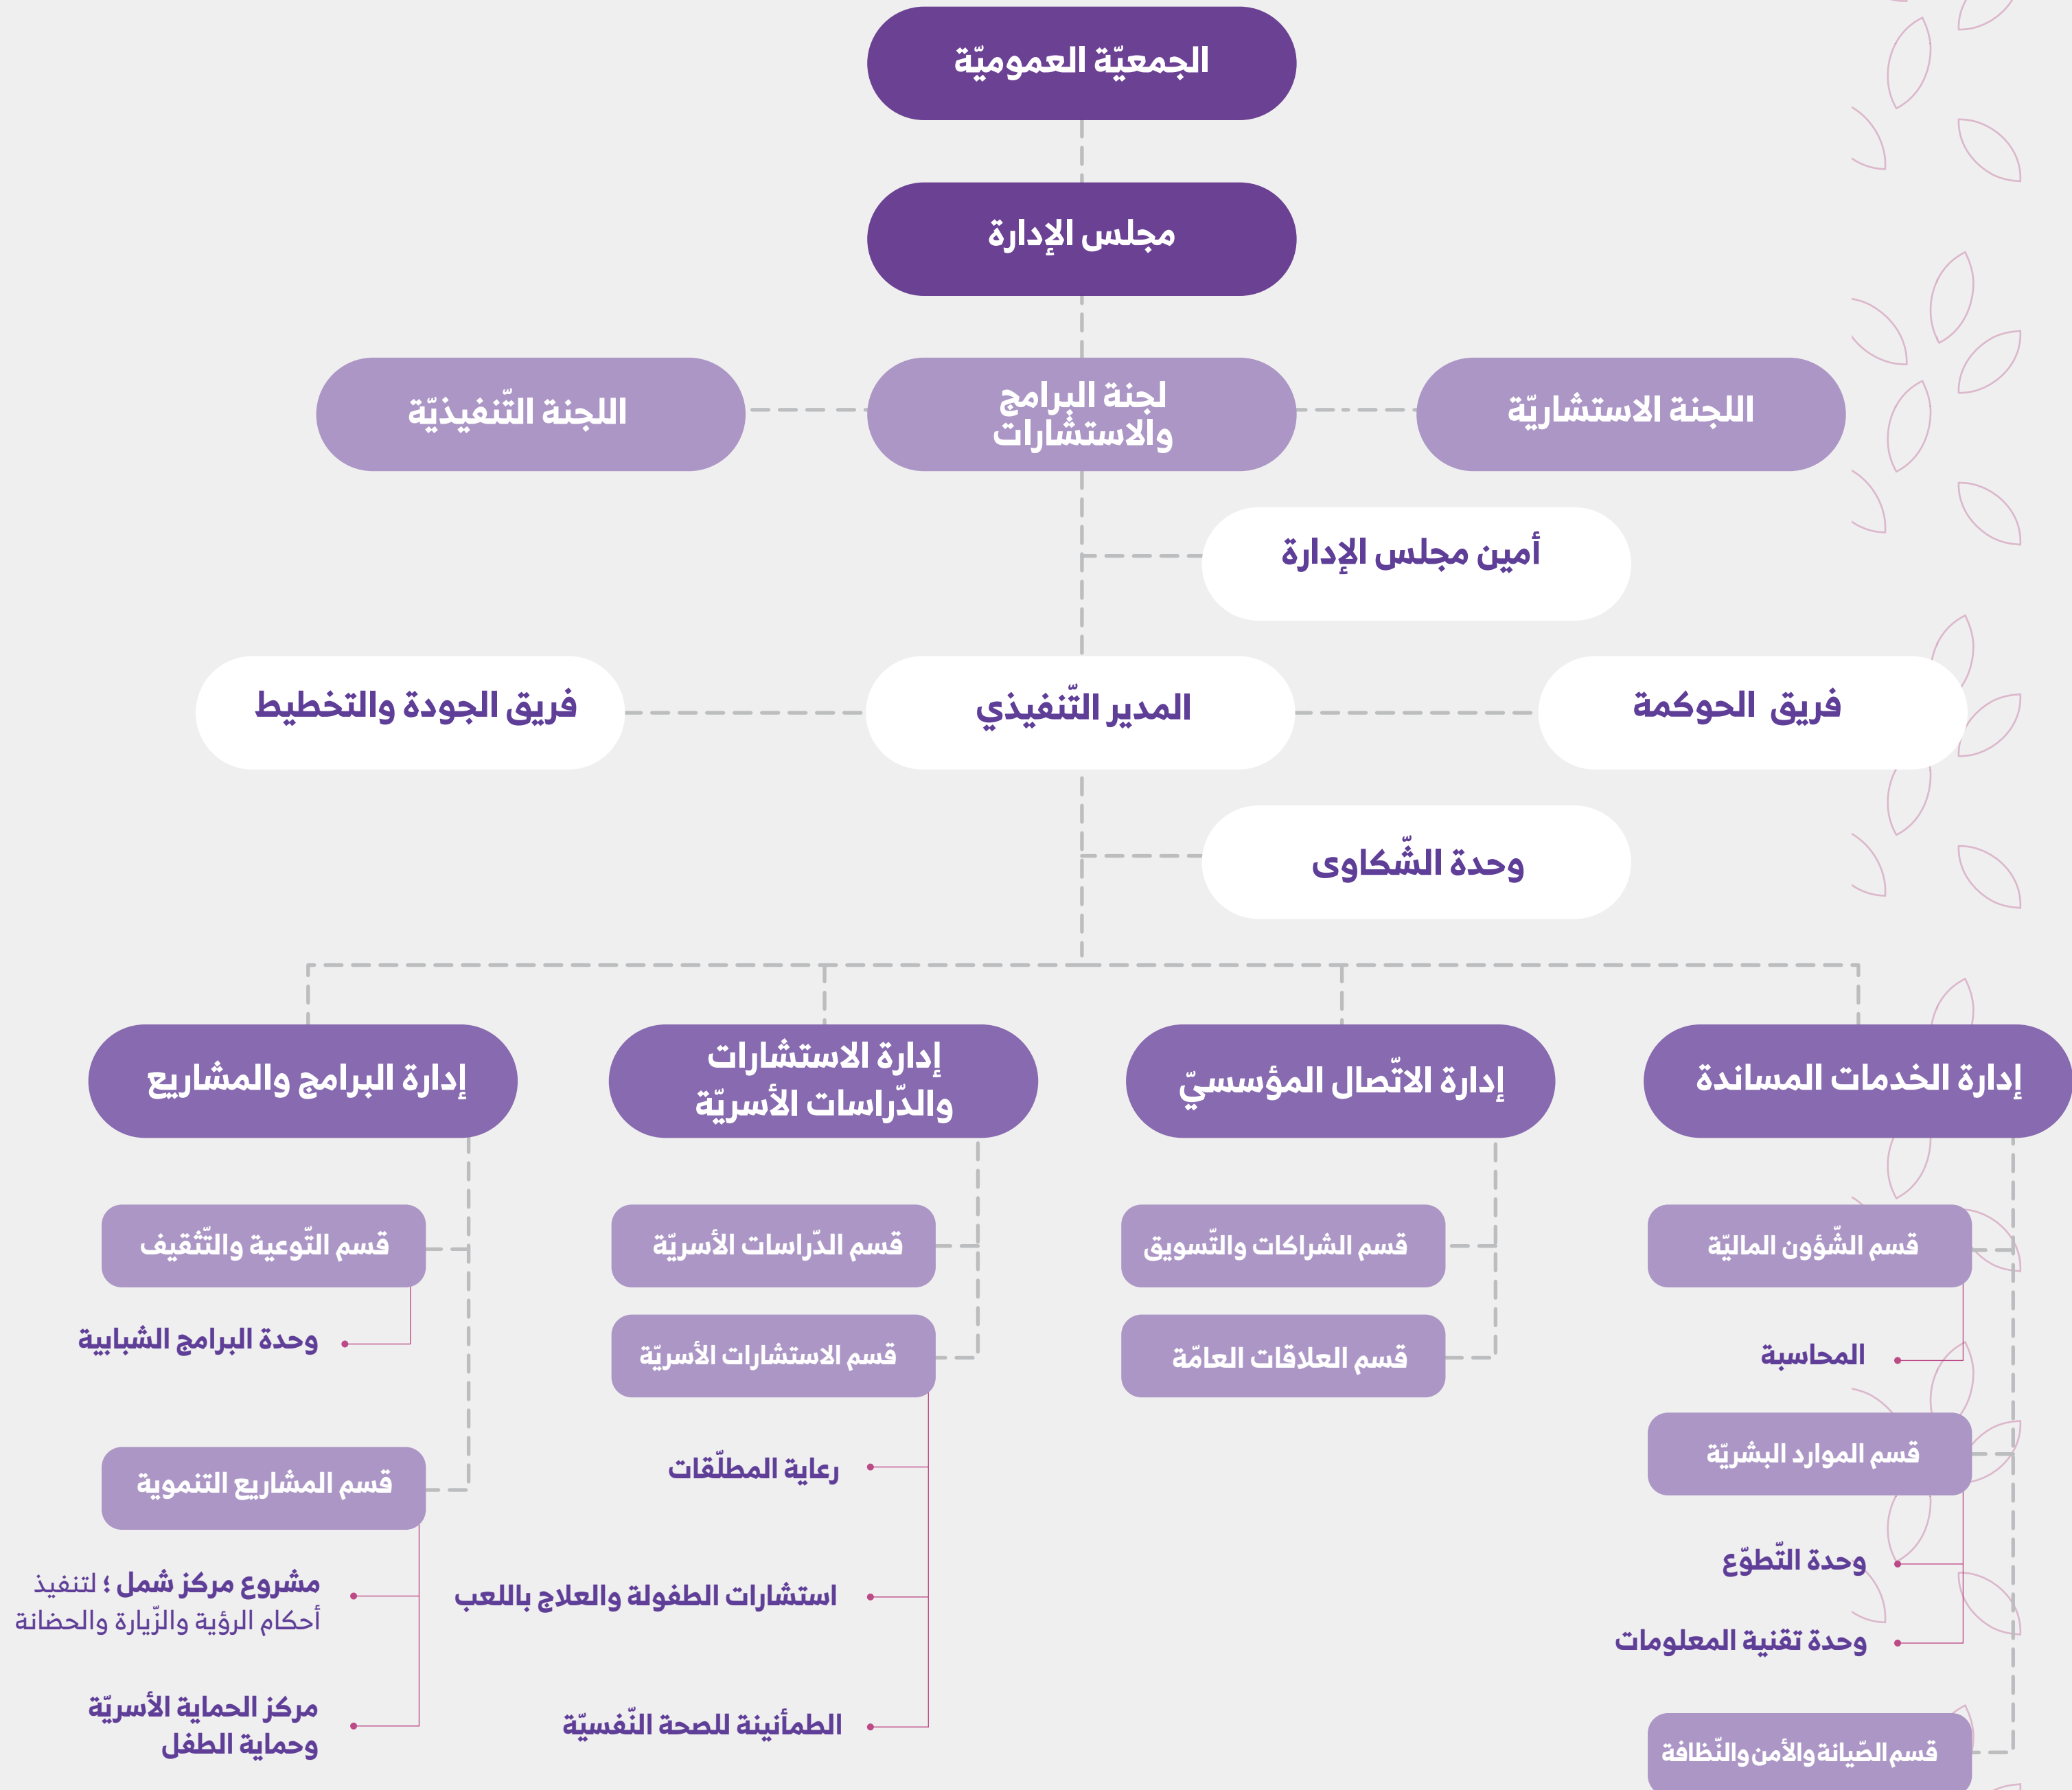 الجمعيّة العموميّة
مجلس الإدارة
اللجنة الاستشاريّة
لجنة البرامج
والاستشارات
اللجنة التّنفيذيّة
أمين مجلس الإدارة
فريق الحوكمة
المدير التّنفيذي
فريق الجودة والتخطيط
وحدة الشّكاوى
إدارة الخدمات المساندة
قسم الشّؤون الماليّة
المحاسبة
قسم الموارد البشريّة
وحدة التّطوّع
وحدة تقنية المعلومات
قسم الصّيانة والأمن والنّظافة
إدارة الاتّصال المؤسسيّ
قسم الشراكات والتّسويق
قسم العلاقات العامّة
إدارة الاستشارات
والدّراسات الأسريّة
قسم الدّراسات الأسريّة
قسم الاستشارات الأسريّة
رعاية المطلّقات
استشارات الطفولة والعلاج باللعب
الطمأنينة للصحة النّفسيّة
إدارة البرامج والمشاريع
قسم التّوعية والتّثقيف
وحدة البرامج الشبابية
قسم المشاريع التنموية
مشروع مركز شمل ؛ لتنفيذ
أحكام الرؤية والزّيارة والحضانة
مركز الحماية الأسريّة
وحماية الطفل